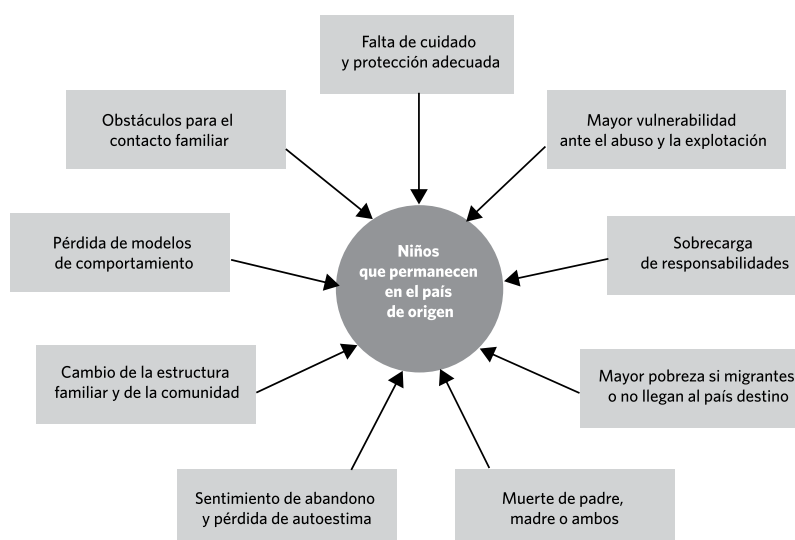 Falta de cuidado
y protección adecuada
Obstáculos para el
contacto familiar
Mayor vulnerabilidad
ante el abuso y la explotación
Pérdida de modelos
de comportamiento
Niños
que permanecen
en el país
de origen
Sobrecarga
de responsabilidades
Cambio de la estructura
familiar y de la comunidad
Mayor pobreza si migrantes
o no llegan al país destino
Sentimiento de abandono
y pérdida de autoestima
Muerte de padre,
madre o ambos